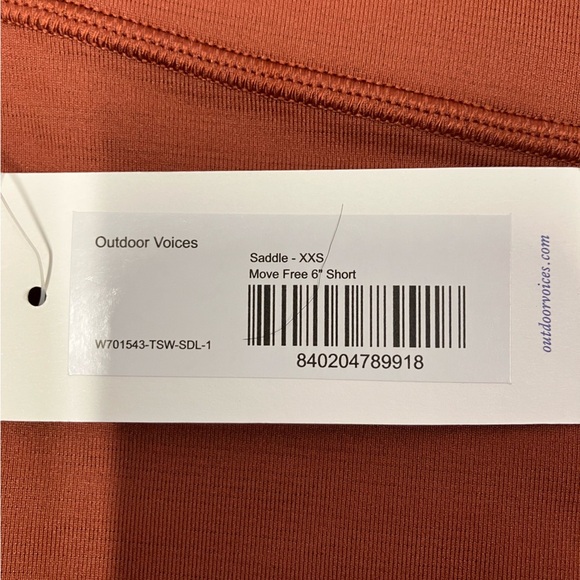 Outdoor Voices
Saddle - XXS
Move Free 6" Short
W701543-TSW-SDL-1
840204789918
outdoorvoices.com